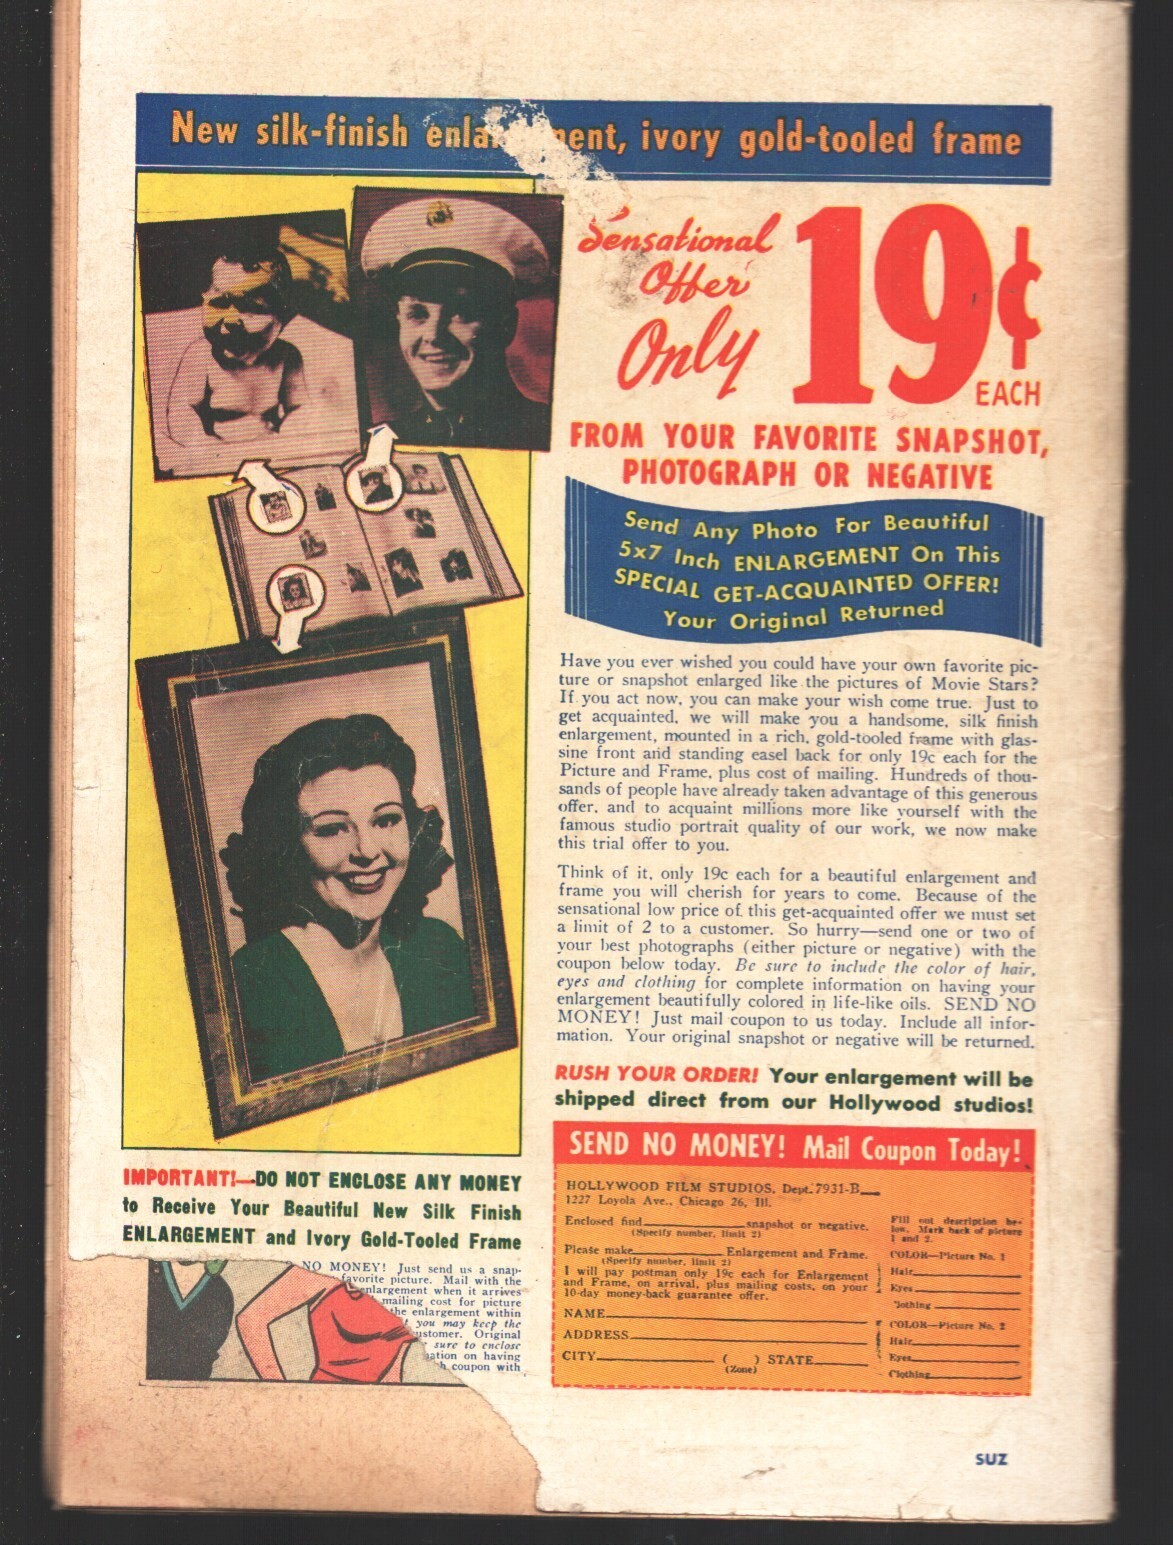 New silk-finish enla ent, ivory gold-tooled frame
Sensational
Offer
Only
19¢
EACH
FROM YOUR FAVORITE SNAPSHOT,
PHOTOGRAPH OR NEGATIVE
Send Any Photo For Beautiful
5x7 Inch ENLARGEMENT On This
SPECIAL GET-ACQUAINTED OFFER!
Your Original Returned
Have you ever wished you could have your own favorite pic-
ture or snapshot enlarged like the pictures of Movie Stars?
If you act now, you can make your wish come true. Just to
get acquainted, we will make you a handsome, silk finish
enlargement, mounted in a rich, gold-tooled frame with glas-
sine front and standing easel back for only 19c each for the
Picture and Frame, plus cost of mailing. Hundreds of thou-
sands of people have already taken advantage of this generous
offer, and to acquaint millions more like yourself with the
famous studio portrait quality of our work, we now make
this trial offer to you.
Think of it, only 19c each for a beautiful enlargement and
frame you will cherish for years to come. Because of the
sensational low price of this get-acquainted offer we must set
a limit of 2 to a customer. So hurry—send one or two of
your best photographs (either picture or negative) with the
coupon below today. Be sure to include the color of hair,
eyes and clothing for complete information on having your
enlargement beautifully colored in life-like oils. SEND NO
MONEY! Just mail coupon to us today. Include all infor-
mation. Your original snapshot or negative will be returned.
RUSH YOUR ORDER! Your enlargement will be
shipped direct from our Hollywood studios!
IMPORTANT!—DO NOT ENCLOSE ANY MONEY
to Receive Your Beautiful New Silk Finish
ENLARGEMENT and Ivory Gold-Tooled Frame
NO MONEY! Just send us a snap-
favorite picture. Mail with the
enlargement when it arrives
mailing cost for picture
the enlargement within
you may keep the
ustomer. Original
sure to enclose
ation on having
coupon with
SEND NO MONEY! Mail Coupon Today!
HOLLYWOOD FILM STUDIOS, Dept. 7931-B
1227 Loyola Ave., Chicago 26, Ill.
Enclosed find snapshot or negative.
(Specify number, limit 2)
Please make Enlargement and Frame.
(Specify number, limit 2)
I will pay postman only 19c each for Enlargement
and Frame, on arrival, plus mailing costs, on your
10-day money-back guarantee offer.
NAME
ADDRESS
CITY ( ) STATE
(Zone)
Fill out description be-
low. Mark back of picture
1 and 2.
COLOR—Picture No. 1
Hair
Eyes
Clothing
COLOR—Picture No. 2
Hair
Eyes
Clothing
SUZ